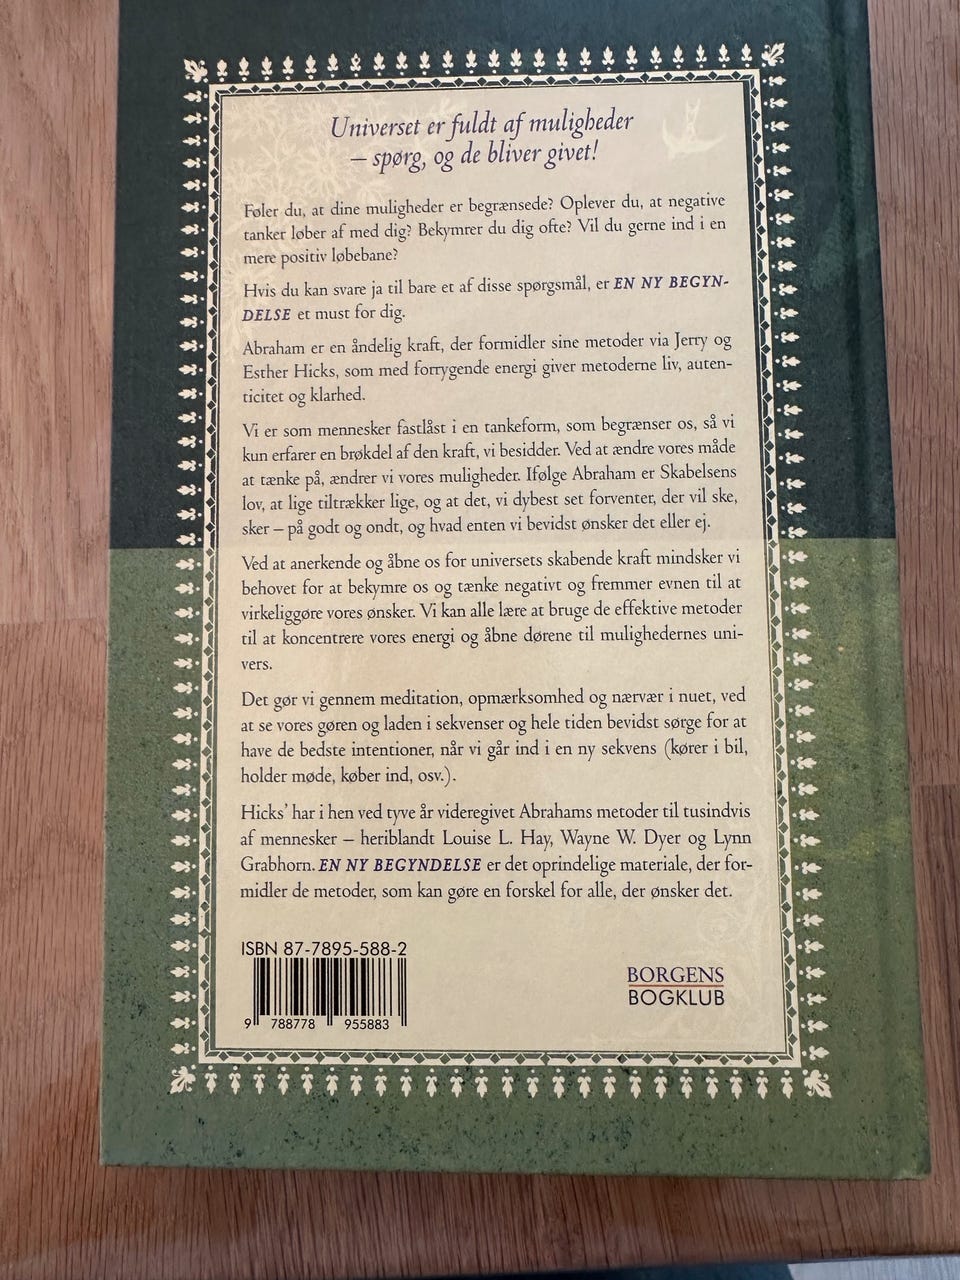 Universet er fuldt af muligheder
– spørg, og de bliver givet!
Føler du, at dine muligheder er begrænsede? Oplever du, at negative
tanker løber af med dig? Bekymrer du dig ofte? Vil du gerne ind i en
mere positiv løbebane?
Hvis du kan svare ja til bare et af disse spørgsmål, er EN NY BEGYN-
DELSE et must for dig.
Abraham er en åndelig kraft, der formidler sine metoder via Jerry og
Esther Hicks, som med forrygende energi giver metoderne liv, auten-
ticitet og klarhed.
Vi er som mennesker fastlåst i en tankeform, som begrænser os, så vi
kun erfarer en brøkdel af den kraft, vi besidder. Ved at ændre vores måde
at tænke på, ændrer vi vores muligheder. Ifølge Abraham er Skabelsens
lov, at lige tiltrækker lige, og at det, vi dybest set forventer, der vil ske,
sker – på godt og ondt, og hvad enten vi bevidst ønsker det eller ej.
Ved at anerkende og åbne os for universets skabende kraft mindsker vi
behovet for at bekymre os og tænke negativt og fremmer evnen til at
virkeliggøre vores ønsker. Vi kan alle lære at bruge de effektive metoder
til at koncentrere vores energi og åbne dørene til mulighedernes uni-
vers.
Det gør vi gennem meditation, opmærksomhed og nærvær i nuet, ved
at se vores gøren og laden i sekvenser og hele tiden bevidst sørge for at
have de bedste intentioner, når vi går ind i en ny sekvens (kører i bil,
holder møde, køber ind, osv.).
Hicks’ har i hen ved tyve år videregivet Abrahams metoder til tusindvis
af mennesker – heriblandt Louise L. Hay, Wayne W. Dyer og Lynn
Grabhorn. EN NY BEGYNDELSE er det oprindelige materiale, der for-
midler de metoder, som kan gøre en forskel for alle, der ønsker det.
ISBN 87-7895-588-2
9 788778 955883
BORGENS
BOGKLUB